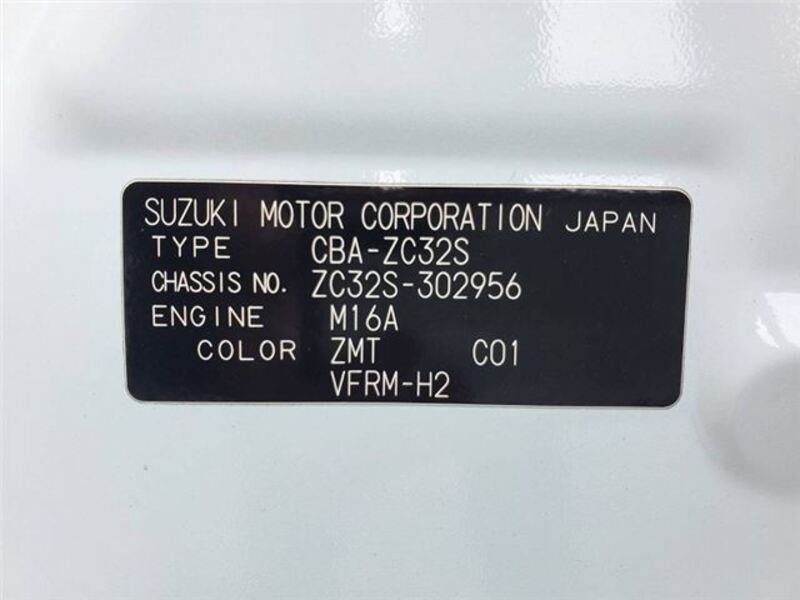 SUZUKI MOTOR CORPORATION JAPAN
TYPE CBA-ZC32S
CHASSIS NO. ZC32S-302956
ENGINE M16A
COLOR ZMT C01
VFRM-H2